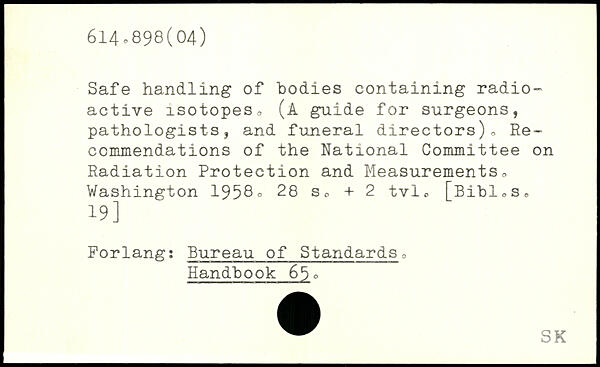 614.898(04)
Safe handling of bodies containing radio-
active isotopes. (A guide for surgeons,
pathologists, and funeral directors). Re-
commendations of the National Committee on
Radiation Protection and Measurements.
Washington 1958. 28 s. + 2 tvl. [Bibl.s.
19]
Forlang: Bureau of Standards.
Handbook 65.
SK